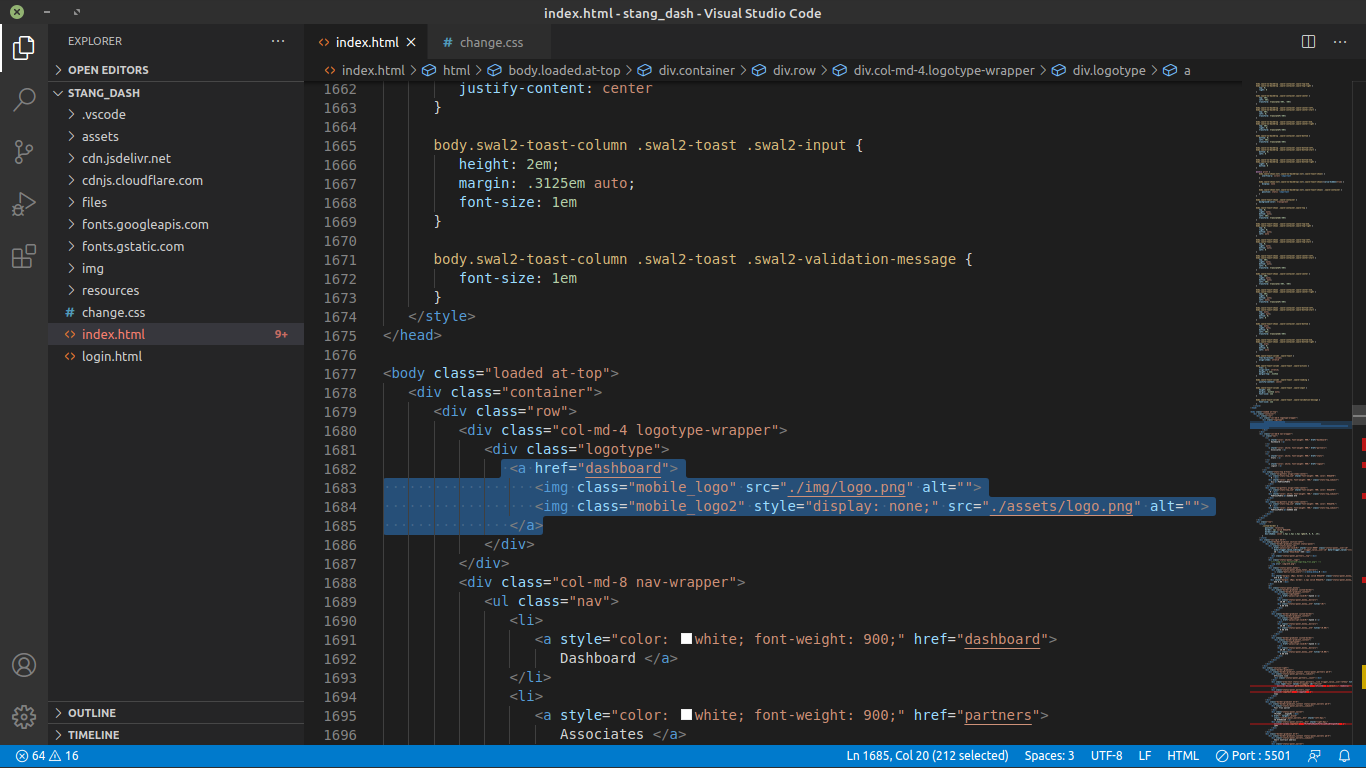 index.html - stang_dash - Visual Studio Code
EXPLORER
OPEN EDITORS
STANG_DASH
.vscode
assets
cdn.jsdelivr.net
cdnjs.cloudflare.com
files
fonts.googleapis.com
fonts.gstatic.com
img
resources
# change.css
<> index.html 9+
<> login.html
OUTLINE
TIMELINE
<> index.html # change.css
<> index.html > html > body.loaded.at-top > div.container > div.row > div.col-md-4.logotype-wrapper > div.logotype > a
1662 justify-content: center
1663 }
1664
1665 body.swal2-toast-column .swal2-toast .swal2-input {
1666 height: 2em;
1667 margin: .3125em auto;
1668 font-size: 1em
1669 }
1670
1671 body.swal2-toast-column .swal2-toast .swal2-validation-message {
1672 font-size: 1em
1673 }
1674 </style>
1675 </head>
1676
1677 <body class="loaded at-top">
1678 <div class="container">
1679 <div class="row">
1680 <div class="col-md-4 logotype-wrapper">
1681 <div class="logotype">
1682 <a href="dashboard">
1683 <img class="mobile_logo" src="./img/logo.png" alt="">
1684 <img class="mobile_logo2" style="display: none;" src="./assets/logo.png" alt="">
1685 </a>
1686 </div>
1687 </div>
1688 <div class="col-md-8 nav-wrapper">
1689 <ul class="nav">
1690 <li>
1691 <a style="color: white; font-weight: 900;" href="dashboard">
1692 Dashboard </a>
1693 </li>
1694 <li>
1695 <a style="color: white; font-weight: 900;" href="partners">
1696 Associates </a>
64 16 Ln 1685, Col 20 (212 selected) Spaces: 3 UTF-8 LF HTML Port : 5501